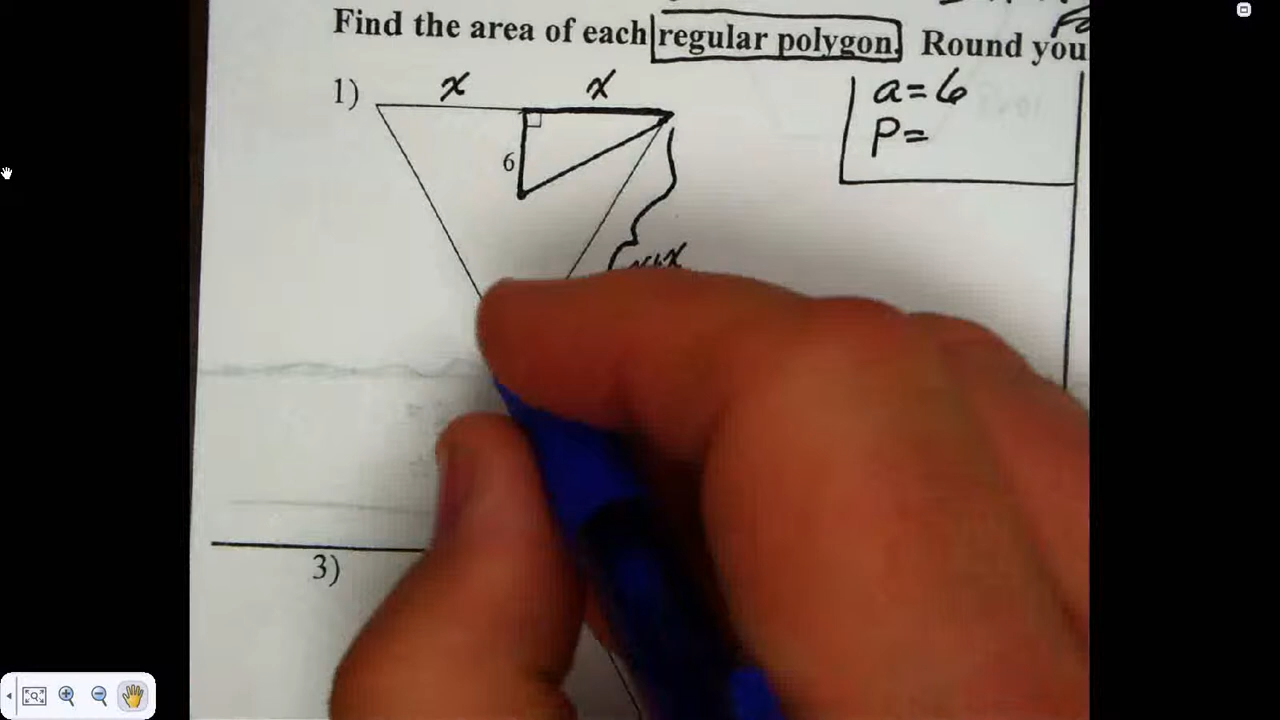 Find the area of each regular polygon. Round you
1)
x
x
a = 6
P =
6
3)